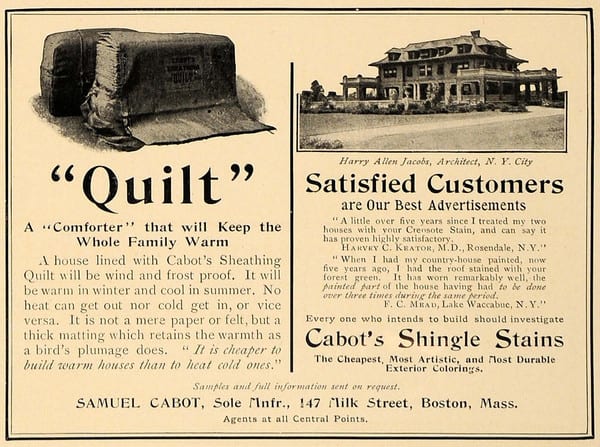 CABOT'S
SHEATHING
"QUILT"
"Quilt"
A "Comforter" that will Keep the
Whole Family Warm
A house lined with Cabot's Sheathing
Quilt will be wind and frost proof. It will
be warm in winter and cool in summer. No
heat can get out nor cold get in, or vice
versa. It is not a mere paper or felt, but a
thick matting which retains the warmth as
a bird's plumage does. "It is cheaper to
build warm houses than to heat cold ones."
Harry Allen Jacobs, Architect, N. Y. City
Satisfied Customers
are Our Best Advertisements
"A little over five years since I treated my two
houses with your Creosote Stain, and can say it
has proven highly satisfactory.
HARVEY C. KEATOR, M.D., Rosendale, N.Y."
"When I had my country-house painted, now
five years ago, I had the roof stained with your
forest green. It has worn remarkably well, the
painted part of the house having had to be done
over three times during the same period.
F. C. MEAD, Lake Waccabuc, N.Y."
Every one who intends to build should investigate
Cabot's Shingle Stains
The Cheapest, Most Artistic, and Most Durable
Exterior Colorings.
Samples and full information sent on request.
SAMUEL CABOT, Sole Mnfr., 147 Milk Street, Boston, Mass.
Agents at all Central Points.